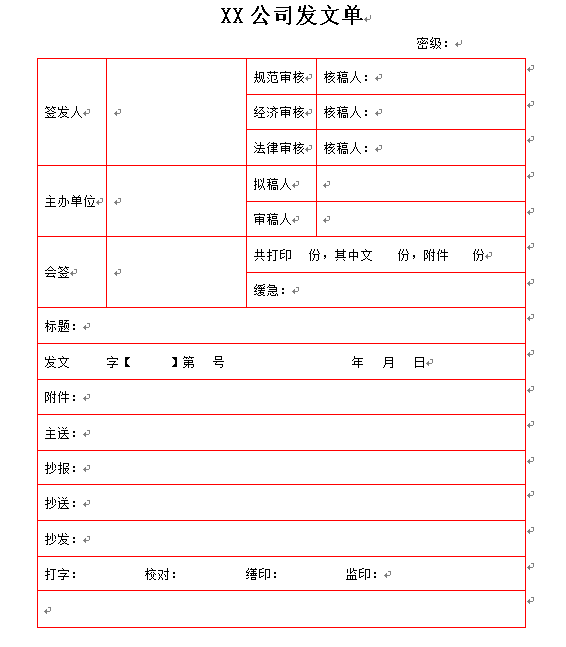 XX公司发文单
密级：
签发人
规范审核 核稿人：
经济审核 核稿人：
法律审核 核稿人：
主办单位
拟稿人
审稿人
会签
共打印 份，其中文 份，附件 份
缓急：
标题：
发文 字【 】第 号 年 月 日
附件：
主送：
抄报：
抄送：
抄发：
打字： 校对： 缮印： 监印：